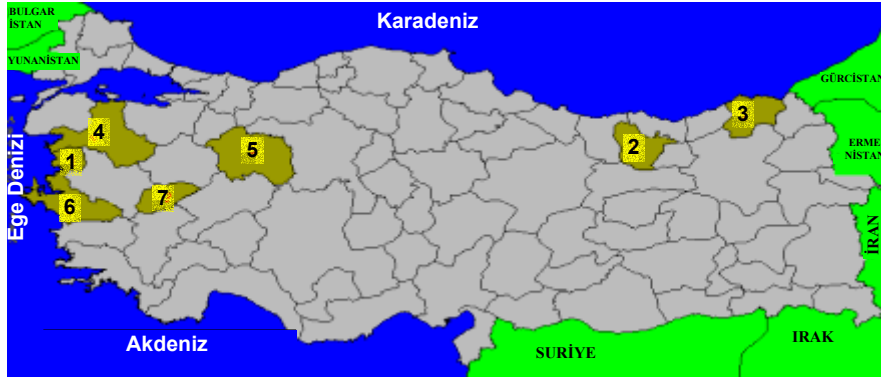 BULGAR
İSTAN
Karadeniz
YUNANİSTAN
GÜRCİSTAN
3
4
5
2
ERME
NİSTAN
1
7
6
Ege Denizi
İRAN
Akdeniz
SURİYE
IRAK